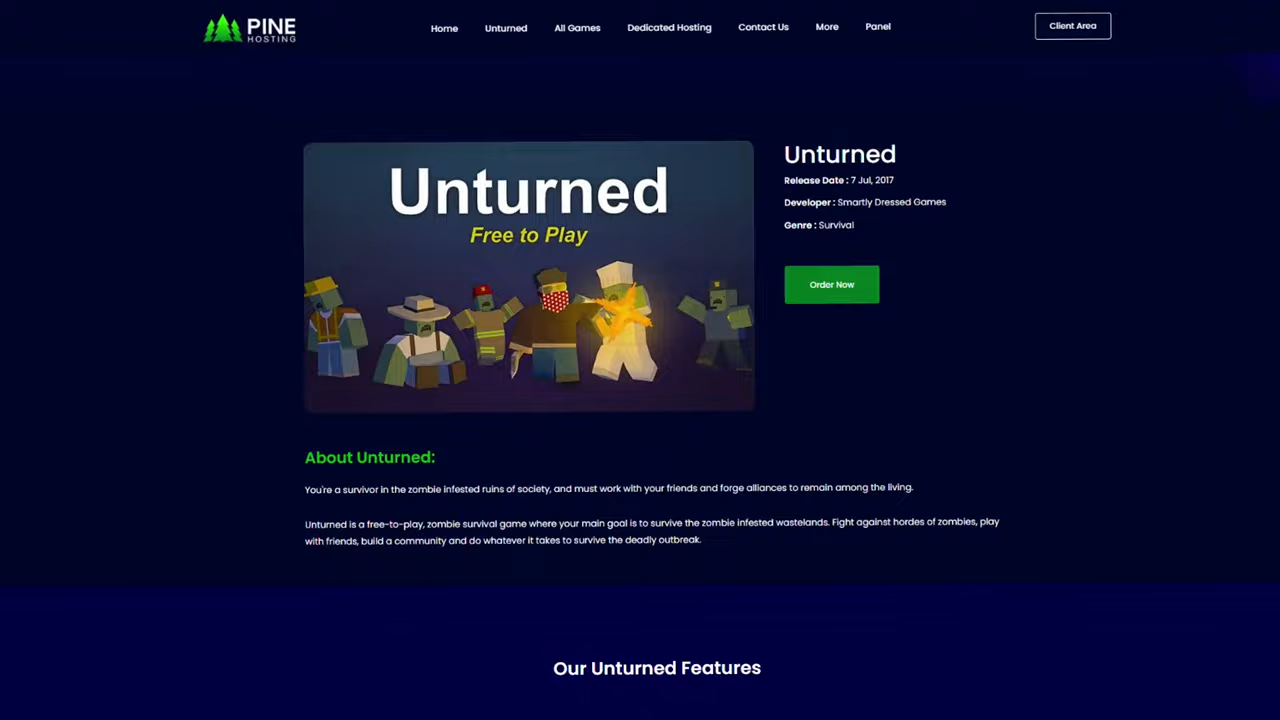 PINE
HOSTING
Home
Unturned
All Games
Dedicated Hosting
Contact Us
More
Panel
Client Area
Unturned
Free to Play
Unturned
Release Date : 7 Jul, 2017
Developer : Smartly Dressed Games
Genre : Survival
Order Now
About Unturned:
You're a survivor in the zombie infested ruins of society, and must work with your friends and forge alliances to remain among the living.
Unturned is a free-to-play, zombie survival game where your main goal is to survive the zombie infested wastelands. Fight against hordes of zombies, play
with friends, build a community and do whatever it takes to survive the deadly outbreak.
Our Unturned Features